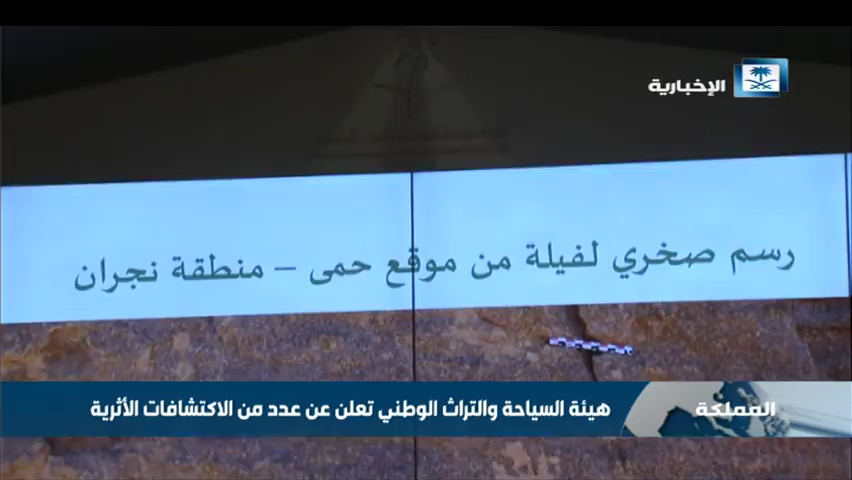 الإخبارية
رسم صخري لفيلة من موقع حمى – منطقة نجران
المملكة
هيئة السياحة والتراث الوطني تعلن عن عدد من الاكتشافات الأثرية